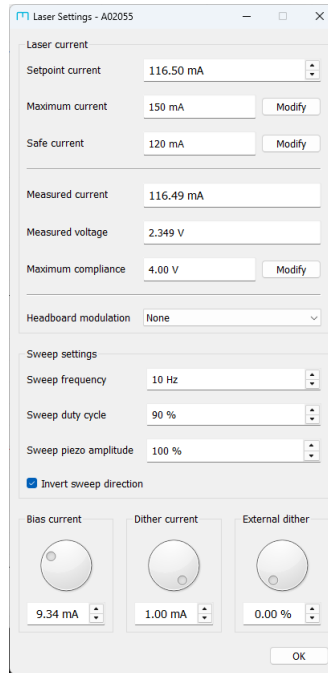 Laser Settings - A02055
Laser current
Setpoint current 116.50 mA
Maximum current 150 mA Modify
Safe current 120 mA Modify
Measured current 116.49 mA
Measured voltage 2.349 V
Maximum compliance 4.00 V Modify
Headboard modulation None
Sweep settings
Sweep frequency 10 Hz
Sweep duty cycle 90 %
Sweep piezo amplitude 100 %
Invert sweep direction
Bias current Dither current External dither
9.34 mA 1.00 mA 0.00 %
OK